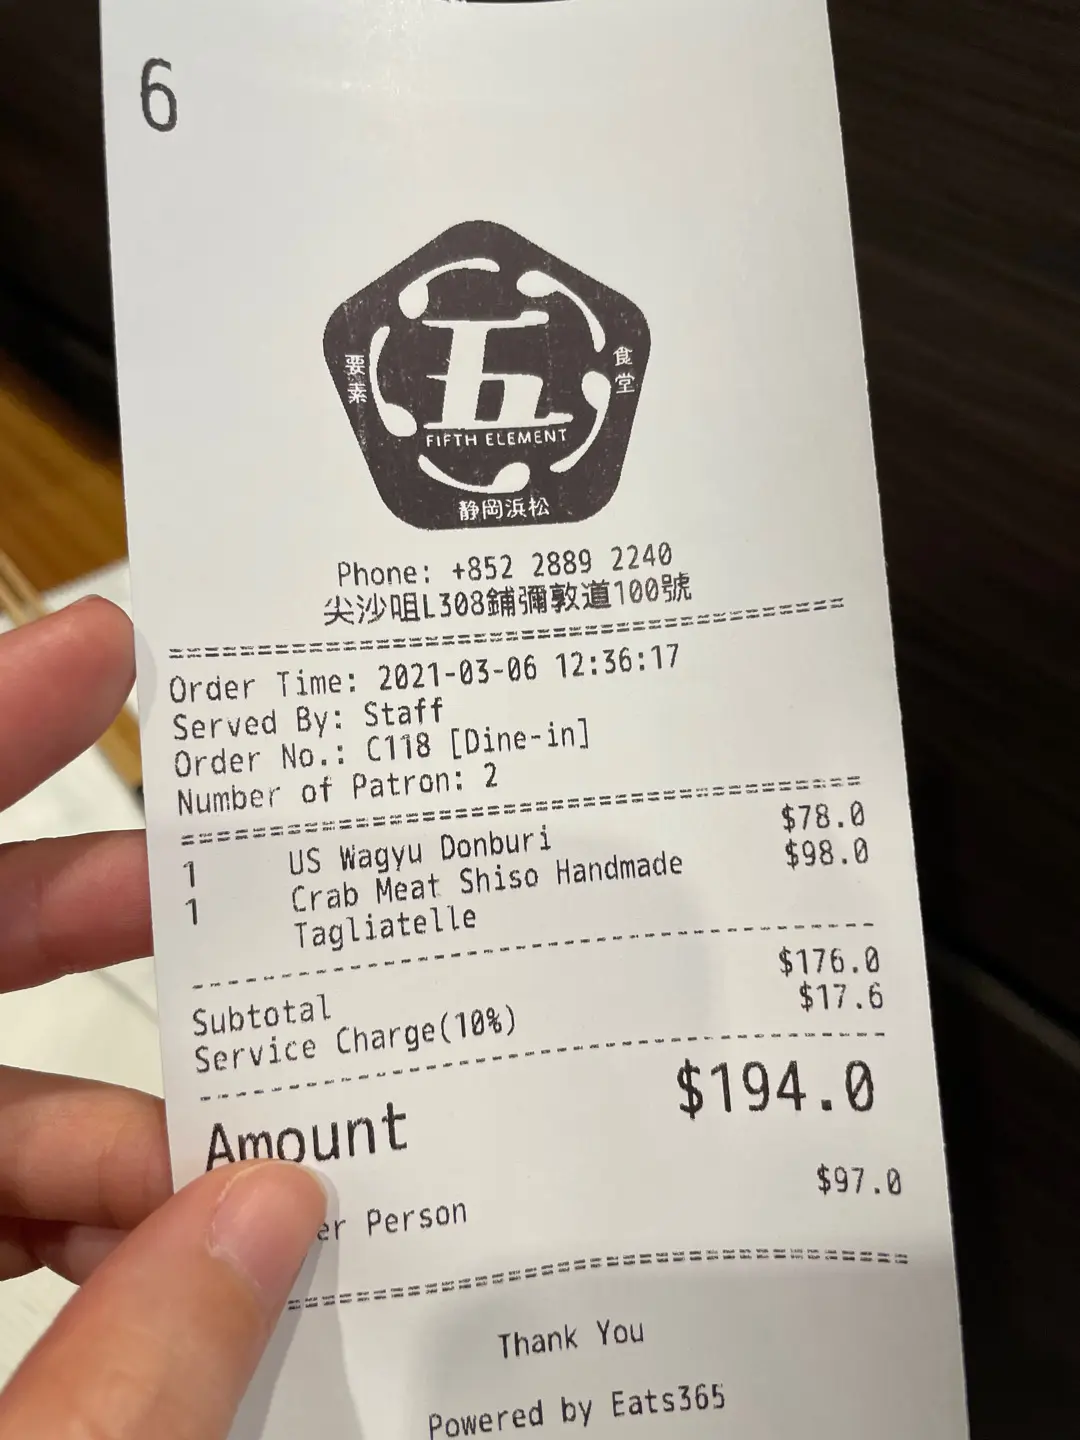 6
五
要素
食堂
FIFTH ELEMENT
静岡浜松
Phone: +852 2889 2240
尖沙咀L308鋪彌敦道100號
Order Time: 2021-03-06 12:36:17
Served By: Staff
Order No.: C118 [Dine-in]
Number of Patron: 2
1 US Wagyu Donburi $78.0
1 Crab Meat Shiso Handmade $98.0
Tagliatelle
Subtotal $176.0
Service Charge(10%) $17.6
Amount $194.0
er Person $97.0
Thank You
Powered by Eats365